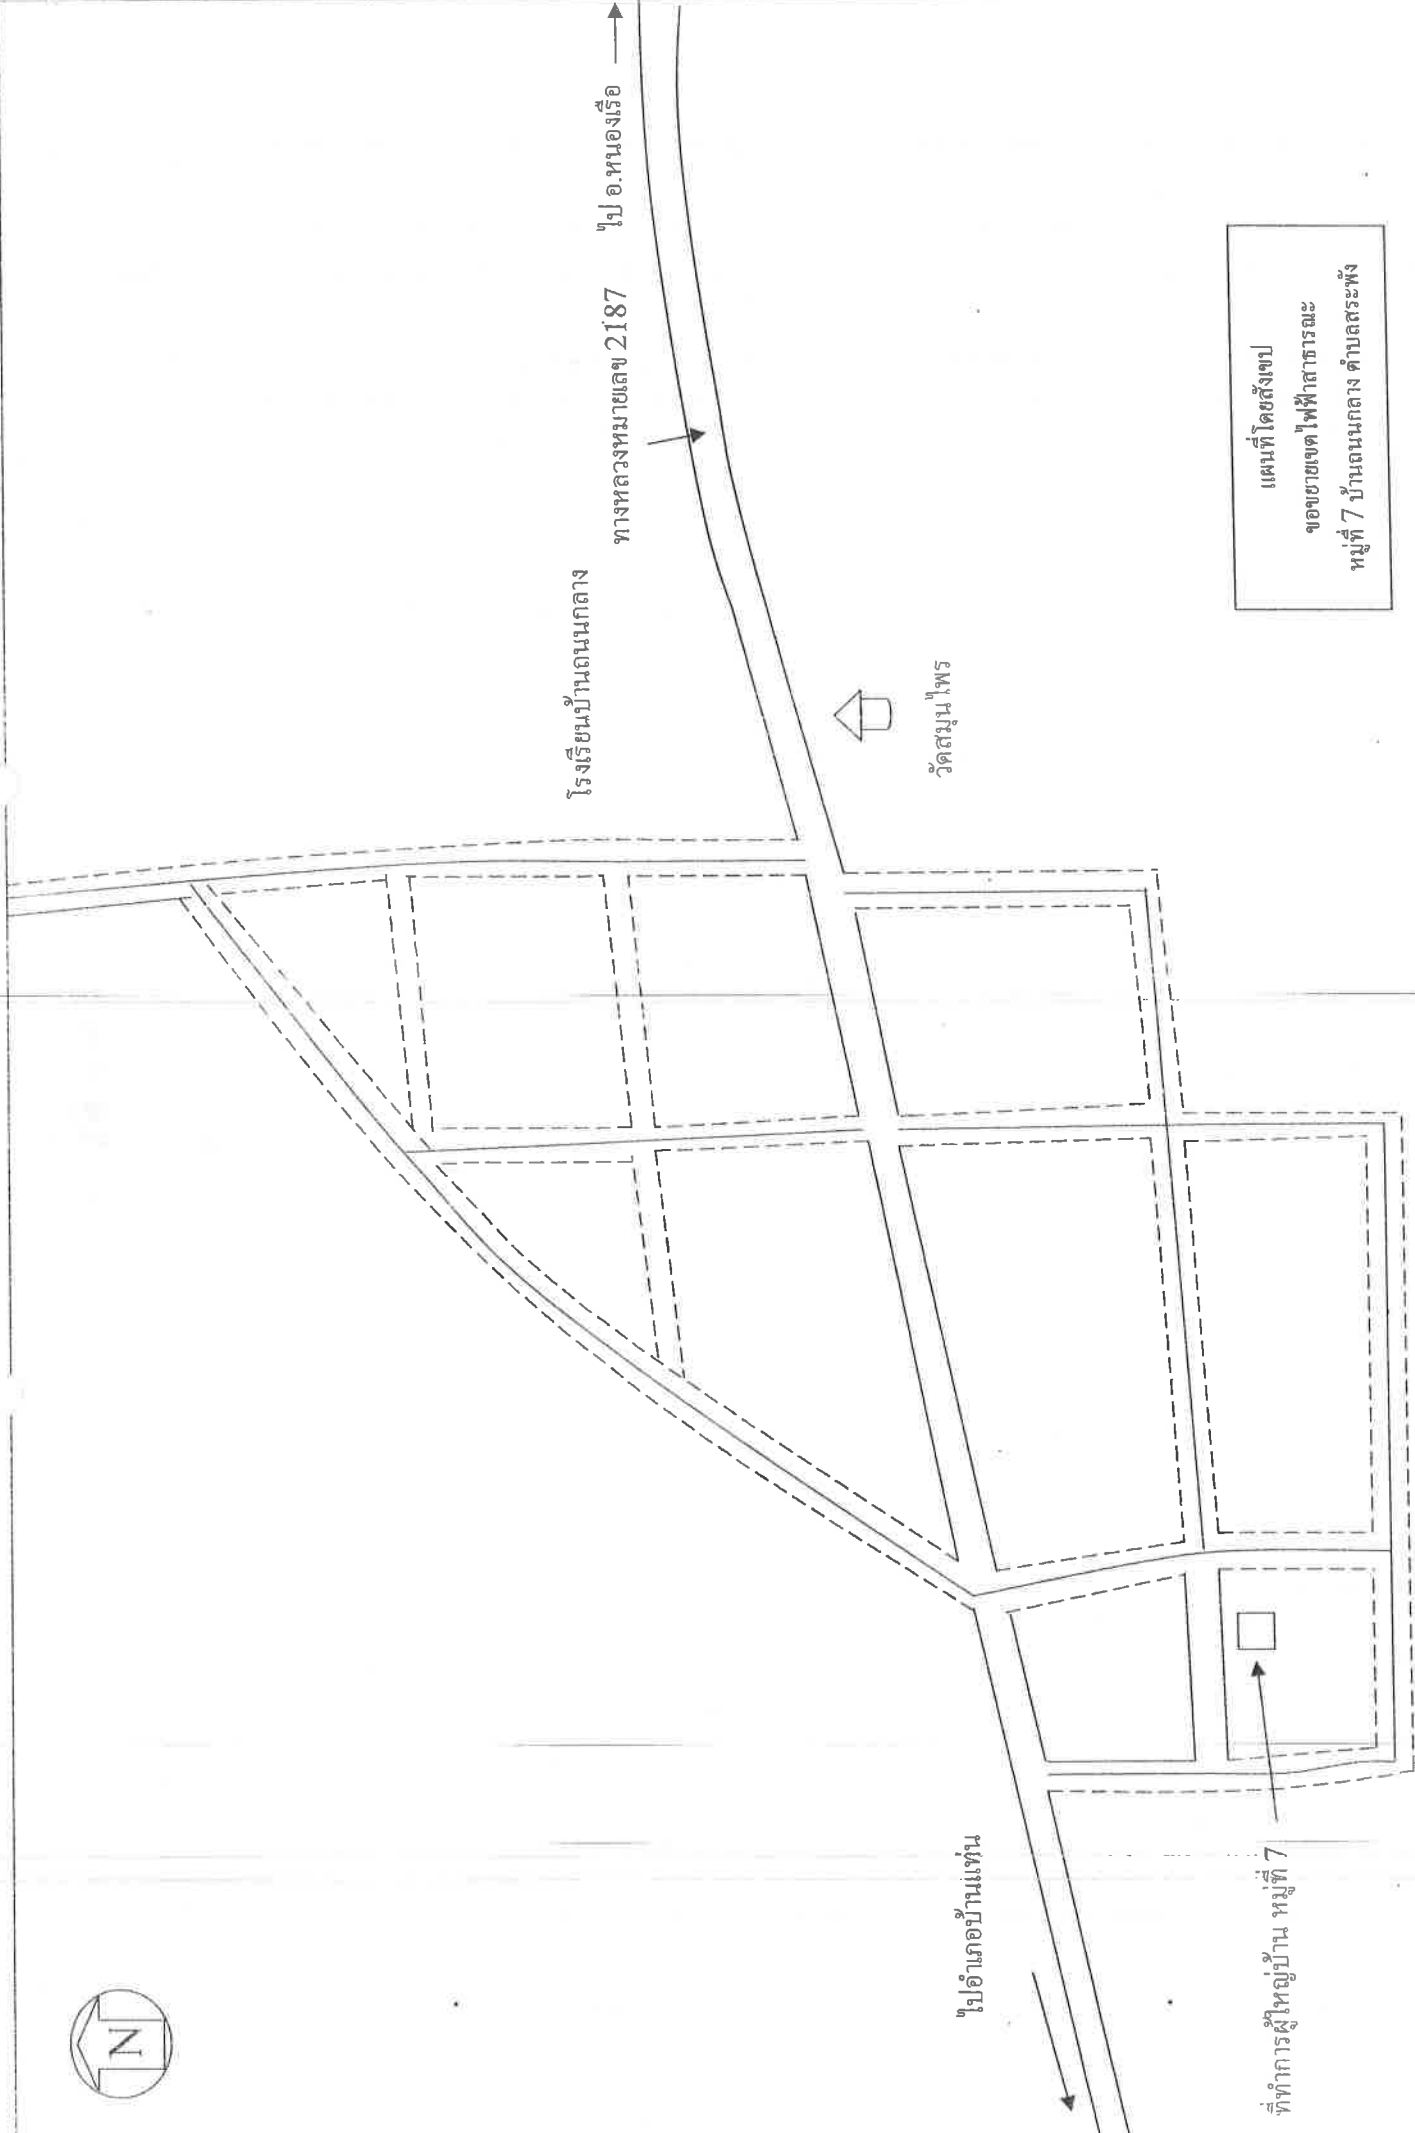 ไป อ.หนองเรือ
ทางหลวงหมายเลข 2187
โรงเรียนบ้านถนนกลาง
วัดสมุนไพร
แผนที่โดยสังเขป
ขอขยายเขตไฟฟ้าสาธารณะ
หมู่ที่ 7 บ้านถนนกลาง ตำบลสระพัง
ไปอำเภอบ้านแท่น
ที่ทำการผู้ใหญ่บ้าน หมู่ที่ 7
N